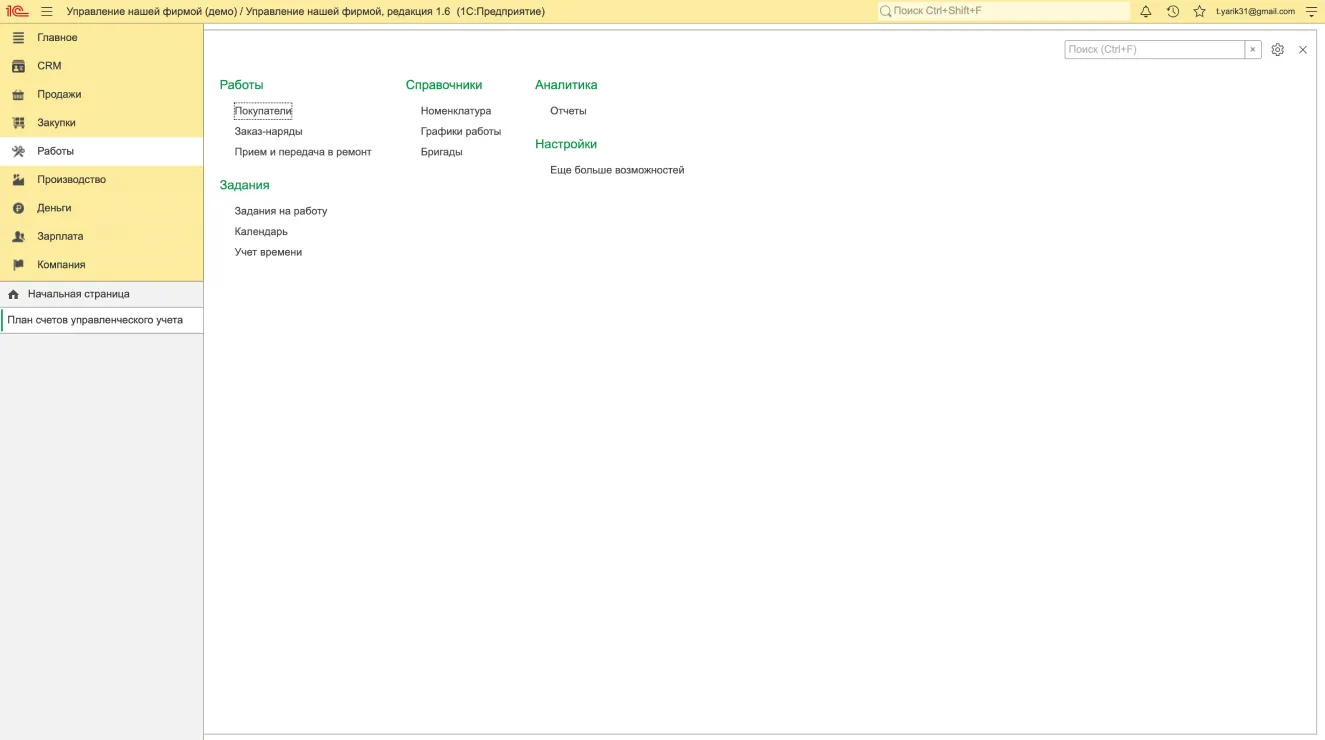 1С Управление нашей фирмой (демо) / Управление нашей фирмой, редакция 1.6 (1С:Предприятие) Поиск Ctrl+Shift+F t.yarik31@gmail.com
Главное
CRM
Продажи
Закупки
Работы
Производство
Деньги
Зарплата
Компания
Начальная страница
План счетов управленческого учета
Поиск (Ctrl+F) ×
Работы
Покупатели
Заказ-наряды
Прием и передача в ремонт
Задания
Задания на работу
Календарь
Учет времени
Справочники
Номенклатура
Графики работы
Бригады
Аналитика
Отчеты
Настройки
Еще больше возможностей